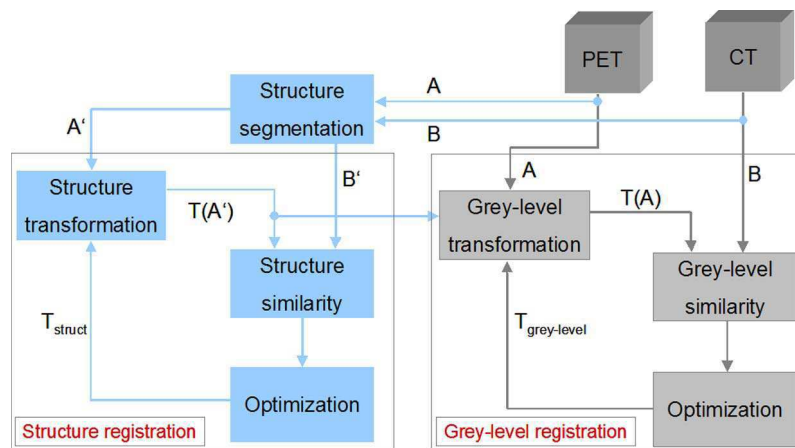 PET
CT
A
Structure
segmentation
B
A‘
B‘
A
B
Structure
transformation
T(A‘)
Grey-level
transformation
T(A)
Structure
similarity
Grey-level
similarity
Tstruct
Tgrey-level
Optimization
Optimization
Structure registration
Grey-level registration